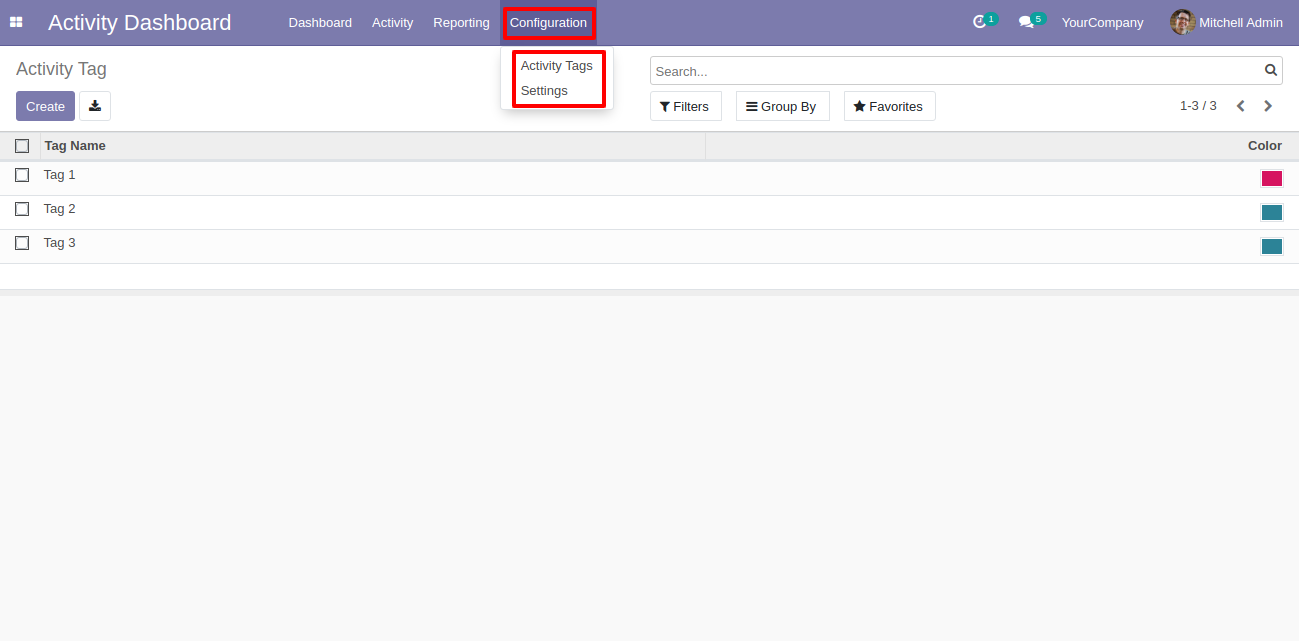 Activity Dashboard Dashboard Activity Reporting Configuration 1 5 YourCompany Mitchell Admin
Activity Tag
Activity Tags
Settings
Search...
Create
Filters Group By Favorites 1-3 / 3
Tag Name Color
Tag 1
Tag 2
Tag 3